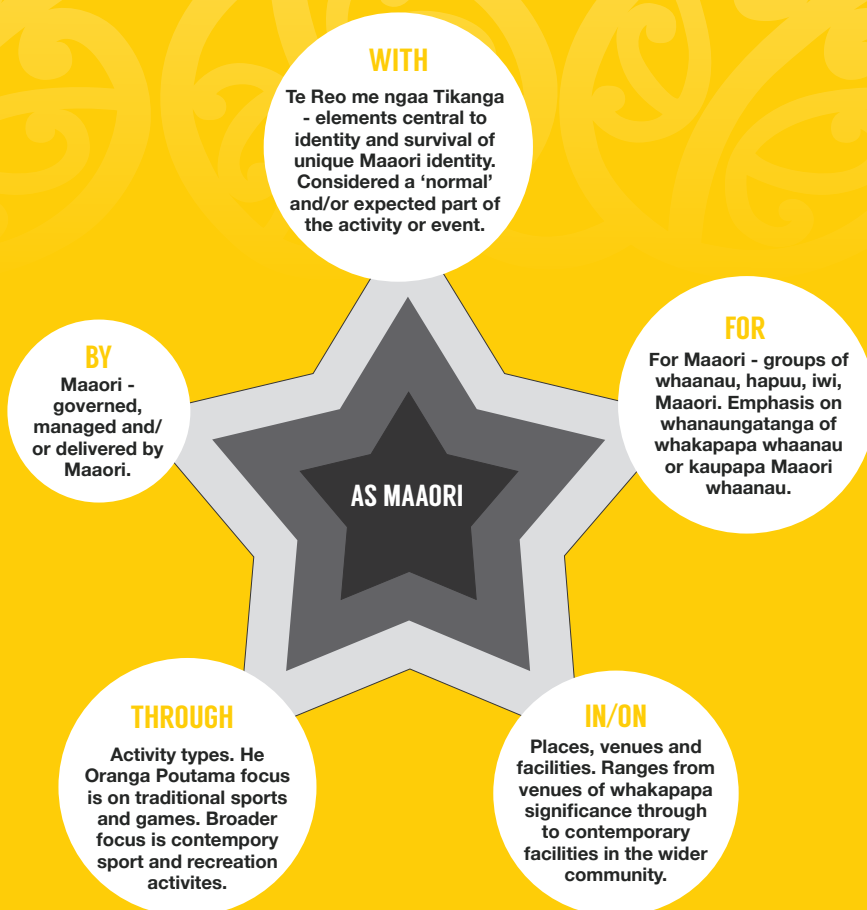 WITH
Te Reo me ngaa Tikanga
- elements central to
identity and survival of
unique Maaori identity.
Considered a ‘normal’
and/or expected part of
the activity or event.
FOR
For Maaori - groups of
whaanau, hapuu, iwi,
Maaori. Emphasis on
whanaungatanga of
whakapapa whaanau
or kaupapa Maaori
whaanau.
BY
Maaori -
governed,
managed and/
or delivered by
Maaori.
AS MAAORI
THROUGH
Activity types. He
Oranga Poutama focus
is on traditional sports
and games. Broader
focus is contempory
sport and recreation
activites.
IN/ON
Places, venues and
facilities. Ranges from
venues of whakapapa
significance through
to contemporary
facilities in the wider
community.